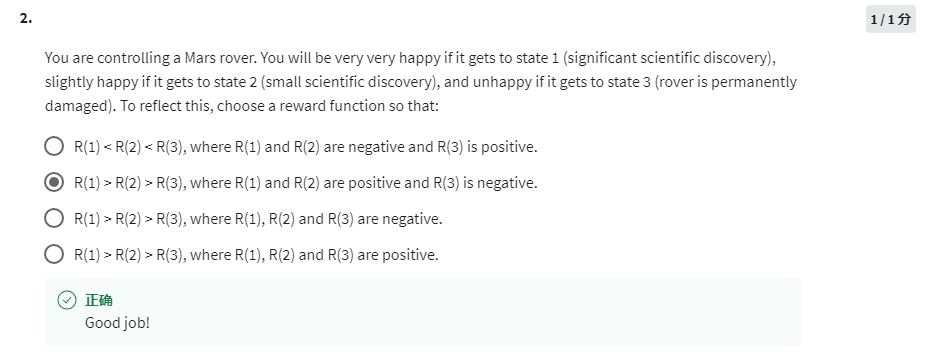 2.
1 / 1 分
You are controlling a Mars rover. You will be very very happy if it gets to state 1 (significant scientific discovery),
slightly happy if it gets to state 2 (small scientific discovery), and unhappy if it gets to state 3 (rover is permanently
damaged). To reflect this, choose a reward function so that:
R(1) < R(2) < R(3), where R(1) and R(2) are negative and R(3) is positive.
R(1) > R(2) > R(3), where R(1) and R(2) are positive and R(3) is negative.
R(1) > R(2) > R(3), where R(1), R(2) and R(3) are negative.
R(1) > R(2) > R(3), where R(1), R(2) and R(3) are positive.
正确
Good job!